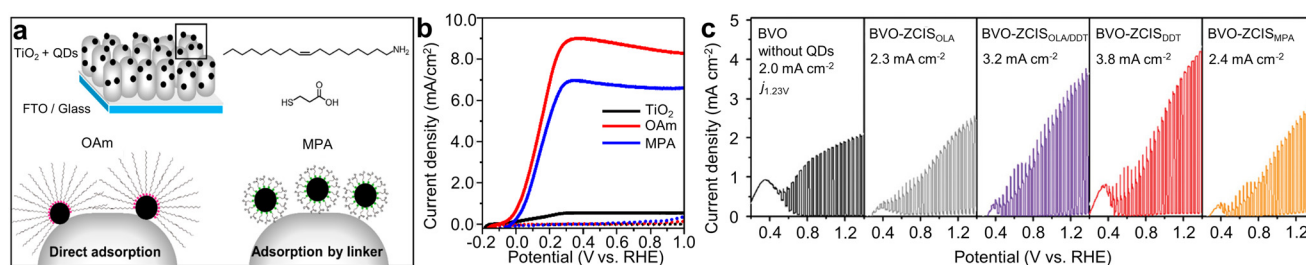 a
TiO2 + QDs
NH2
HS
O
OH
FTO / Glass
OAm
MPA
Direct adsorption
Adsorption by linker
b
Current density (mA/cm²)
10.0
8.0
6.0
4.0
2.0
0.0
TiO2
OAm
MPA
-0.2 0.0 0.2 0.4 0.6 0.8 1.0
Potential (V vs. RHE)
c
Current density (mA cm-2)
5
4
3
2
1
0
BVO
without QDs
2.0 mA cm-2
j1.23V
BVO-ZCISOLA
2.3 mA cm-2
BVO-ZCISOLA/DDT
3.2 mA cm-2
BVO-ZCISDDT
3.8 mA cm-2
BVO-ZCISMPA
2.4 mA cm-2
0.4 0.8 1.2 0.4 0.8 1.2 0.4 0.8 1.2 0.4 0.8 1.2 0.4 0.8 1.2
Potential (V vs. RHE)